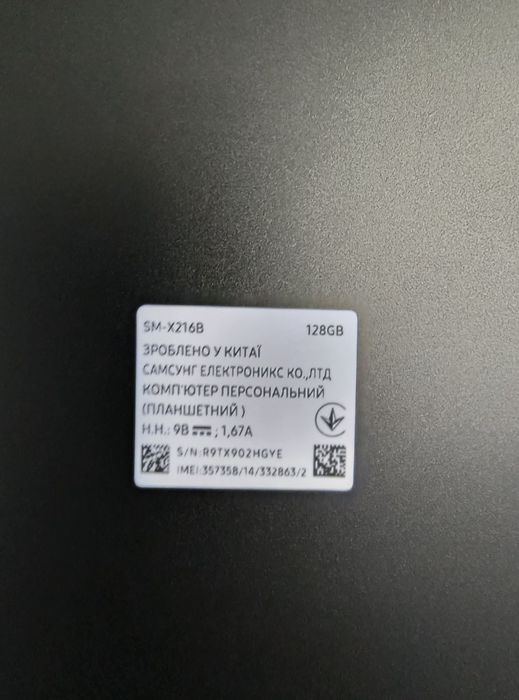 SM-X216B 128GB
ЗРОБЛЕНО У КИТАЇ
САМСУНГ ЕЛЕКТРОНИКС КО.,ЛТД
КОМП'ЮТЕР ПЕРСОНАЛЬНИЙ
(ПЛАНШЕТНИЙ )
Н.Н.: 9В ⎓ ; 1,67А
S/N:R9TX902HGYE
IMEI:357358/14/332863/2